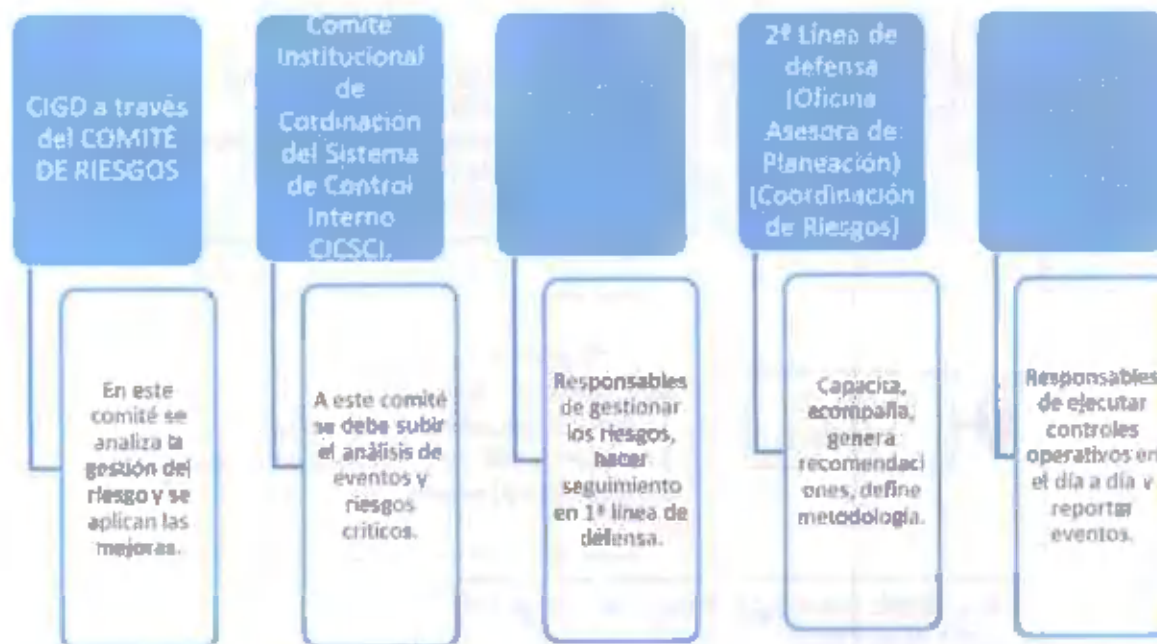 CIGD a través
del COMITÉ
DE RIESGOS
En este
comité se
analiza la
gestión del
riesgo y se
aplican las
mejoras.
Comité
Institucional
de
Cordinación
del Sistema
de Control
Interno
CICSCI.
A este comité
se debe subir
el análisis de
eventos y
riesgos
críticos.
Responsables
de gestionar
los riesgos,
hacer
seguimiento
en 1ª línea de
defensa.
2ª Línea de
defensa
(Oficina
Asesora de
Planeación)
(Coordinación
de Riesgos)
Capacita,
acompaña,
genera
recomendaci
ones, define
metodología.
Responsables
de ejecutar
controles
operativos en
el día a día y
reportar
eventos.